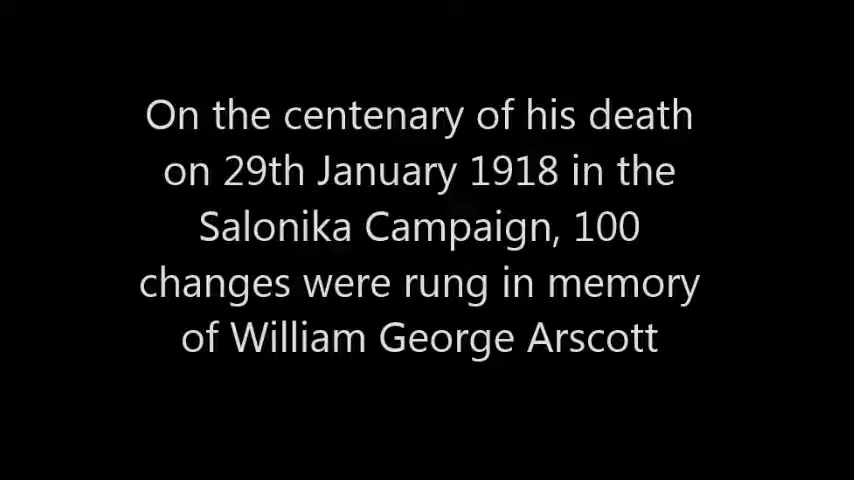 On the centenary of his death
on 29th January 1918 in the
Salonika Campaign, 100
changes were rung in memory
of William George Arscott